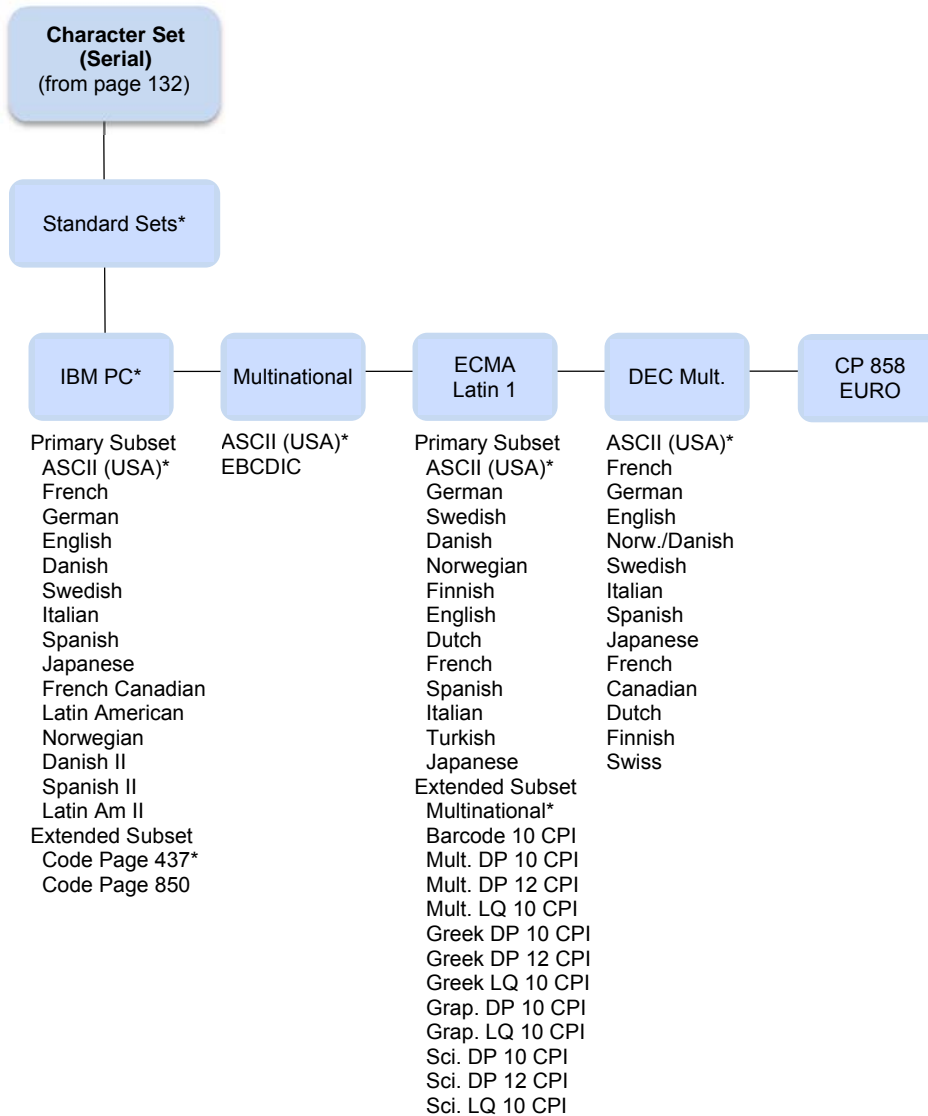 Character Set
(Serial)
(from page 132)
Standard Sets*
IBM PC*
Primary Subset
ASCII (USA)*
French
German
English
Danish
Swedish
Italian
Spanish
Japanese
French Canadian
Latin American
Norwegian
Danish II
Spanish II
Latin Am II
Extended Subset
Code Page 437*
Code Page 850
Multinational
ASCII (USA)*
EBCDIC
ECMA
Latin 1
Primary Subset
ASCII (USA)*
German
Swedish
Danish
Norwegian
Finnish
English
Dutch
French
Spanish
Italian
Turkish
Japanese
Extended Subset
Multinational*
Barcode 10 CPI
Mult. DP 10 CPI
Mult. DP 12 CPI
Mult. LQ 10 CPI
Greek DP 10 CPI
Greek DP 12 CPI
Greek LQ 10 CPI
Grap. DP 10 CPI
Grap. LQ 10 CPI
Sci. DP 10 CPI
Sci. DP 12 CPI
Sci. LQ 10 CPI
DEC Mult.
ASCII (USA)*
French
German
English
Norw./Danish
Swedish
Italian
Spanish
Japanese
French
Canadian
Dutch
Finnish
Swiss
CP 858
EURO